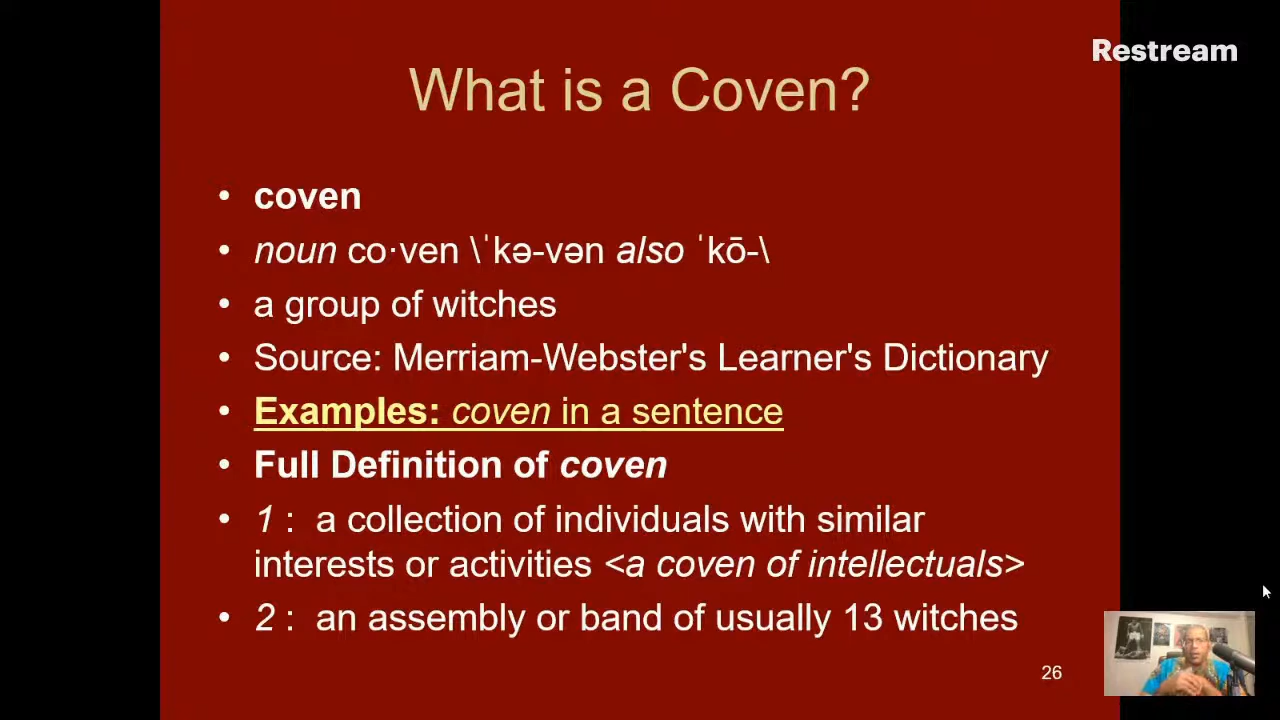 Restream
What is a Coven?
• coven
• noun co·ven \ˈkə-vən also ˈkō-\
• a group of witches
• Source: Merriam-Webster's Learner's Dictionary
• Examples: coven in a sentence
• Full Definition of coven
• 1 :  a collection of individuals with similar
interests or activities <a coven of intellectuals>
• 2 :  an assembly or band of usually 13 witches
26